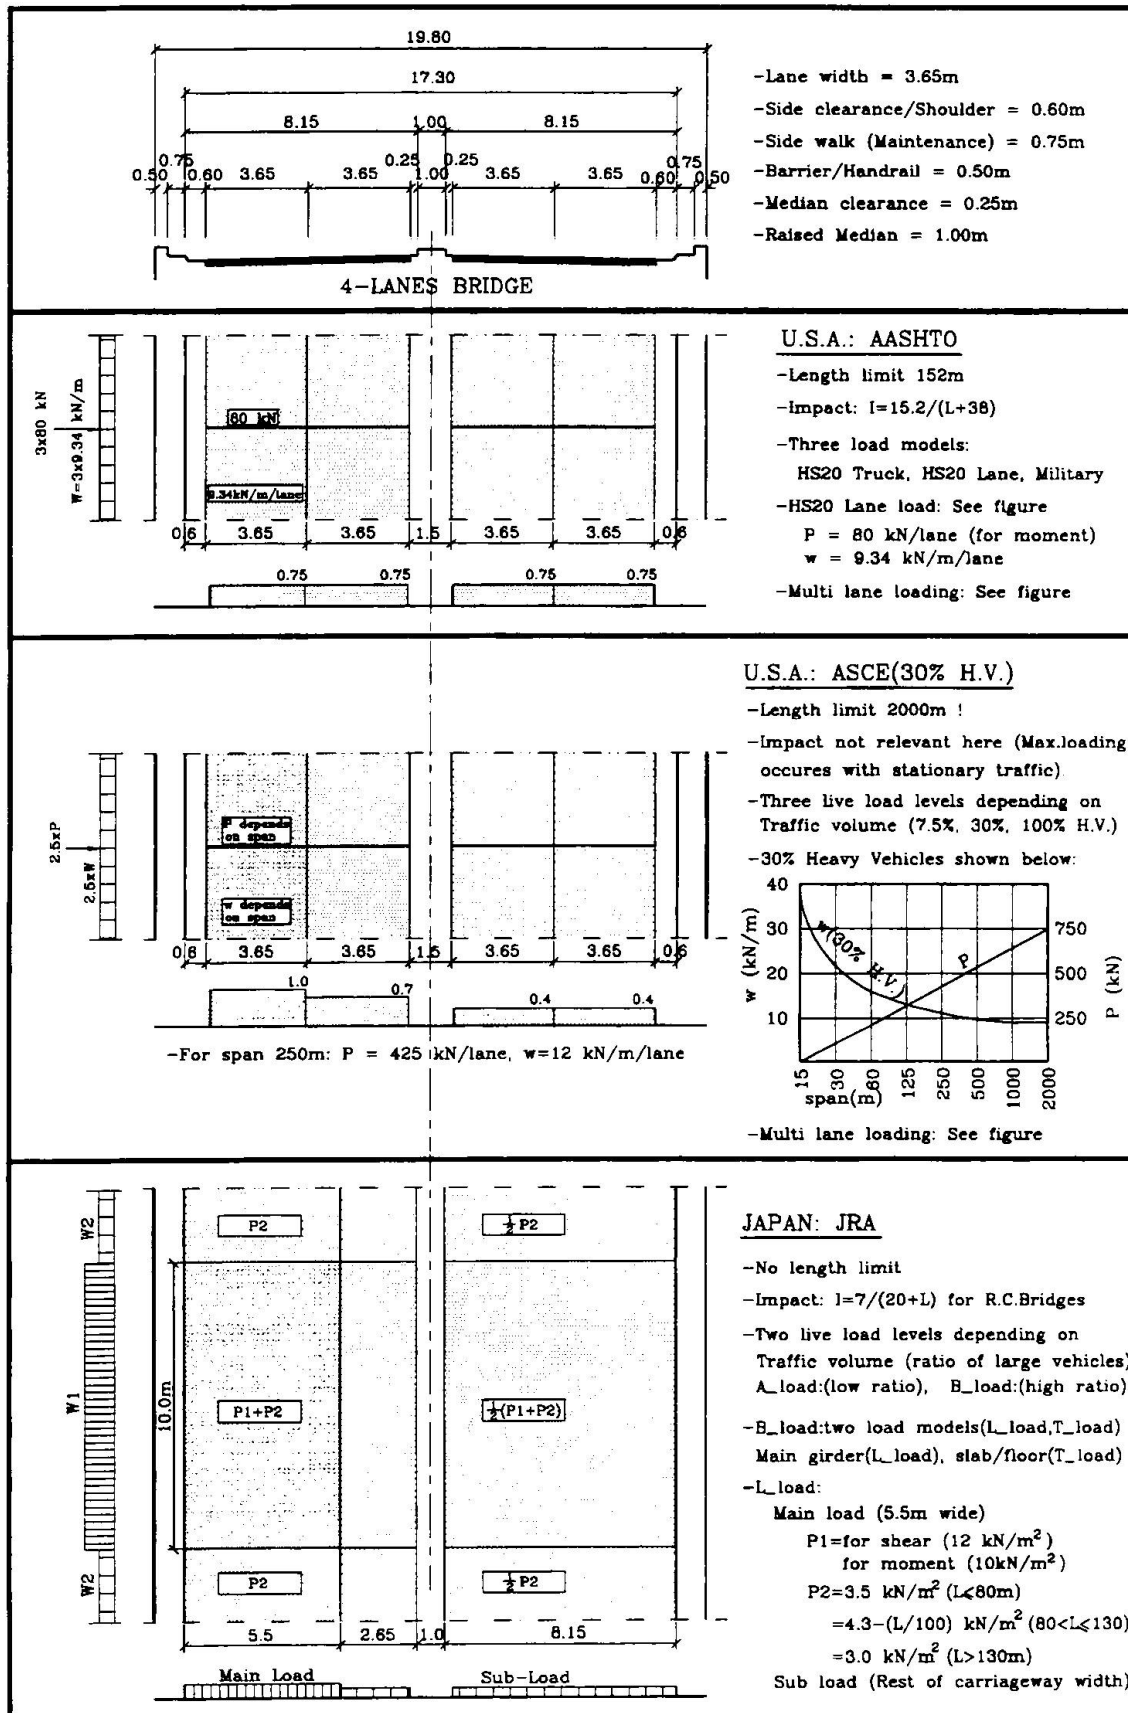 19.80
17.30
8.15 1.00 8.15
0.75 0.25 0.25 0.75
0.50 0.60 3.65 3.65 1.00 3.65 3.65 0.60 0.50
4-LANES BRIDGE
-Lane width = 3.65m
-Side clearance/Shoulder = 0.60m
-Side walk (Maintenance) = 0.75m
-Barrier/Handrail = 0.50m
-Median clearance = 0.25m
-Raised Median = 1.00m
3x80 kN
W=3x9.34 kN/m
80 kN
9.34kN/m/lane
0.6 3.65 3.65 1.5 3.65 3.65 0.6
0.75 0.75 0.75 0.75
U.S.A.: AASHTO
-Length limit 152m
-Impact: I=15.2/(L+38)
-Three load models:
HS20 Truck, HS20 Lane, Military
-HS20 Lane load: See figure
P = 80 kN/lane (for moment)
w = 9.34 kN/m/lane
-Multi lane loading: See figure
2.5xP
2.5xW
P depends
on span
w depends
on span
0.6 3.65 3.65 1.5 3.65 3.65 0.6
1.0 0.7 0.4 0.4
-For span 250m: P = 425 kN/lane, w=12 kN/m/lane
U.S.A.: ASCE(30% H.V.)
-Length limit 2000m !
-Impact not relevant here (Max.loading
occures with stationary traffic)
-Three live load levels depending on
Traffic volume (7.5%, 30%, 100% H.V.)
-30% Heavy Vehicles shown below:
40
30 750
20 500
10 250
w (kN/m)
P (kN)
w(30% H.V.)
P
15 30 60 125 250 500 1000 2000
span(m)
-Multi lane loading: See figure
W2
W1
W2
P2 ½P2
10.0m
P1+P2 ½(P1+P2)
P2 ½P2
5.5 2.65 1.0 8.15
Main Load Sub-Load
JAPAN: JRA
-No length limit
-Impact: I=7/(20+L) for R.C.Bridges
-Two live load levels depending on
Traffic volume (ratio of large vehicles)
A_load:(low ratio), B_load:(high ratio)
-B_load:two load models(L_load,T_load)
Main girder(L_load), slab/floor(T_load)
-L_load:
Main load (5.5m wide)
P1=for shear (12 kN/m²)
for moment (10kN/m²)
P2=3.5 kN/m² (L⩽80m)
=4.3-(L/100) kN/m² (80<L⩽130)
=3.0 kN/m² (L>130m)
Sub load (Rest of carriageway width)